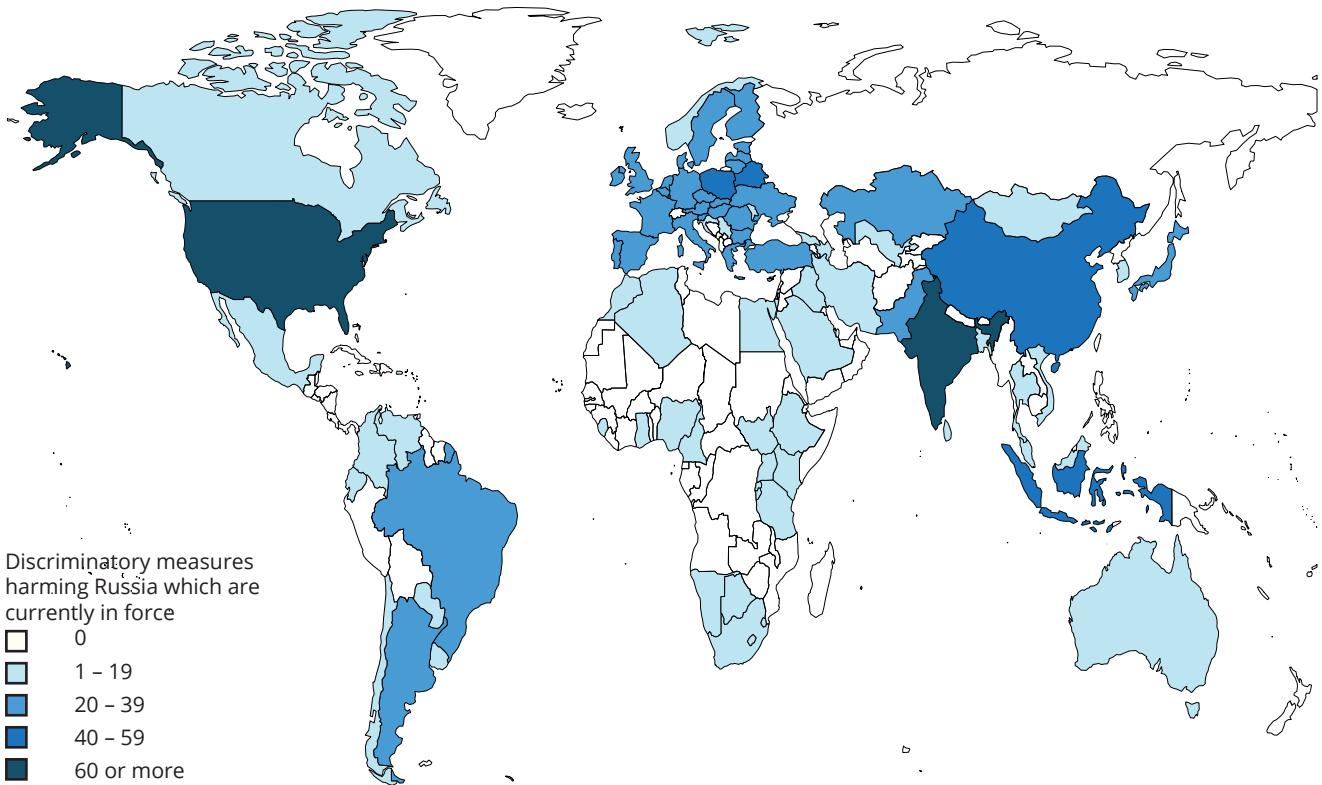 Discriminatory measures
harming Russia which are
currently in force
0
1 – 19
20 – 39
40 – 59
60 or more